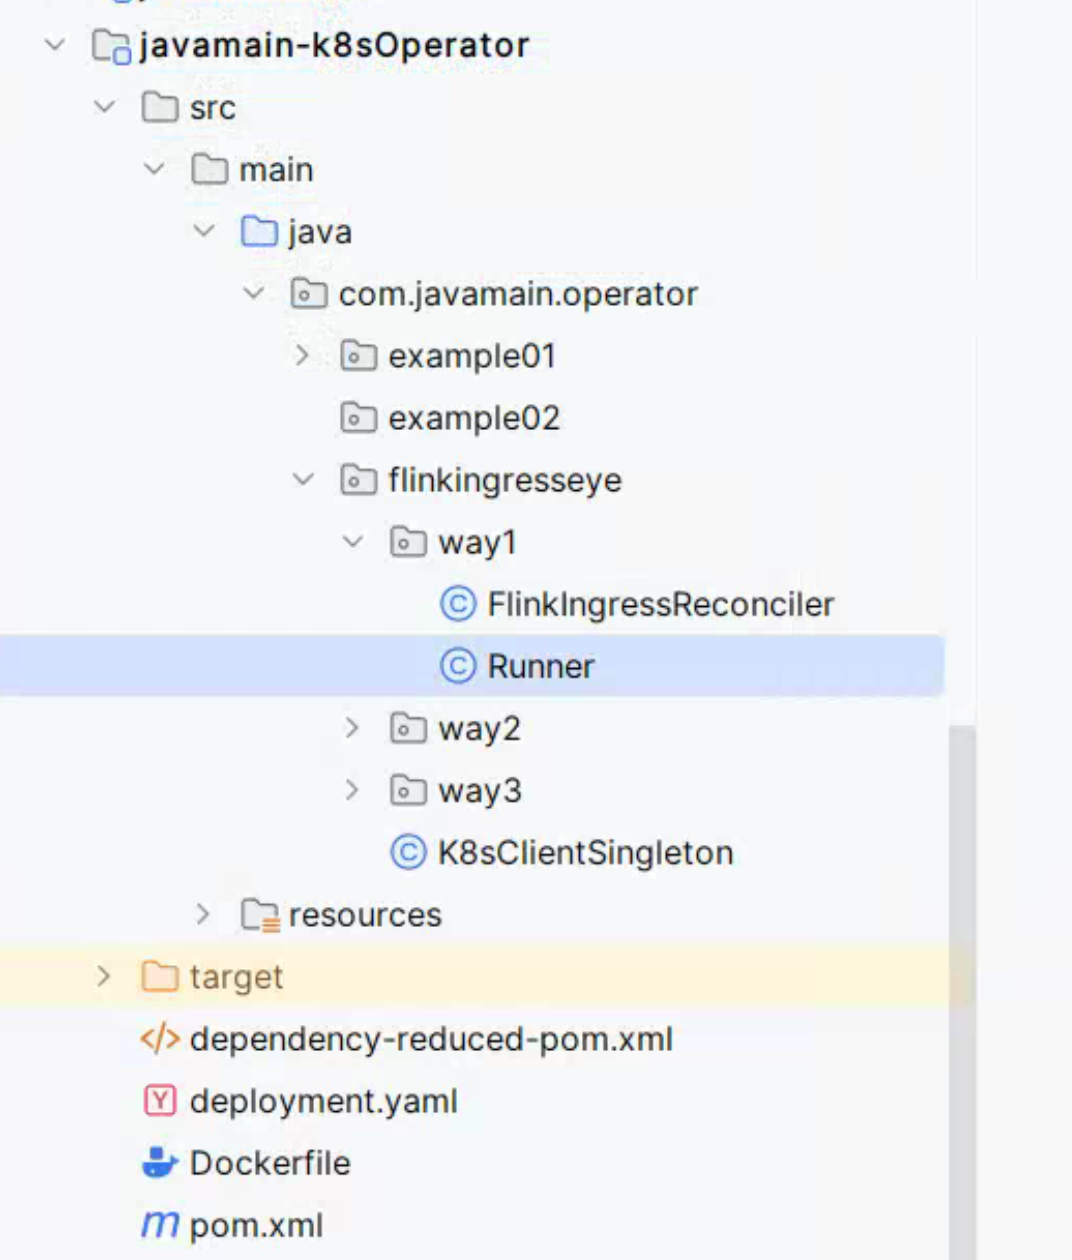 javamain-k8sOperator
src
main
java
com.javamain.operator
example01
example02
flinkingresseye
way1
FlinkIngressReconciler
Runner
way2
way3
K8sClientSingleton
resources
target
dependency-reduced-pom.xml
deployment.yaml
Dockerfile
pom.xml